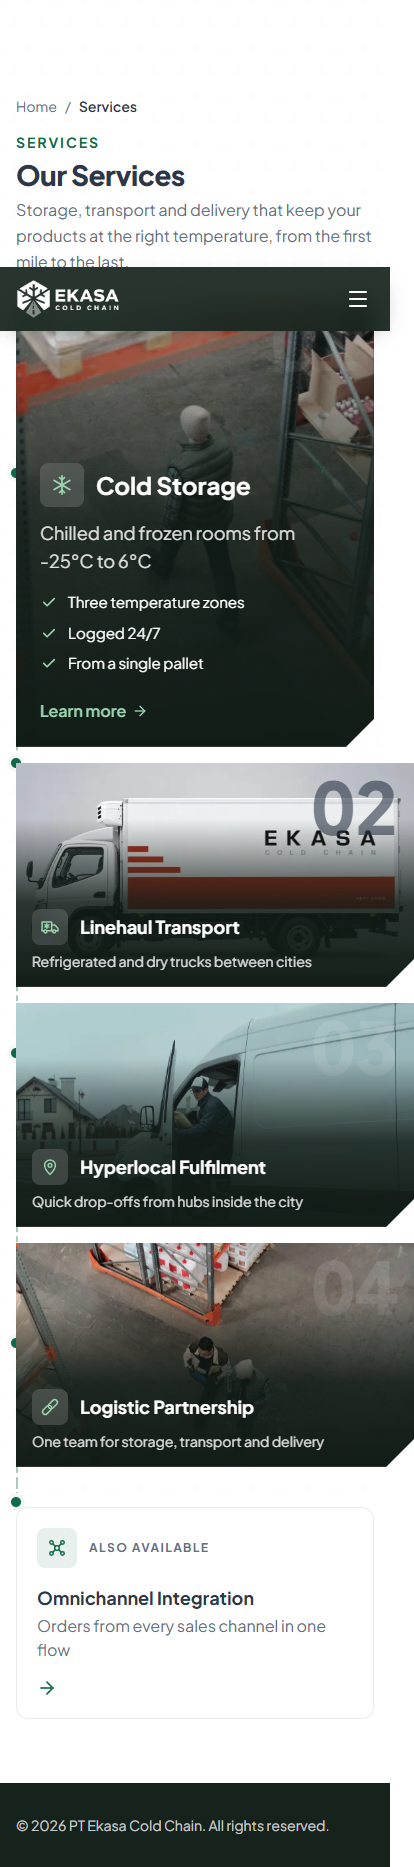 Home / Services
SERVICES
Our Services
Storage, transport and delivery that keep your
products at the right temperature, from the first
mile to the last.
EKASA
COLD CHAIN
Cold Storage
Chilled and frozen rooms from
-25°C to 6°C
Three temperature zones
Logged 24/7
From a single pallet
Learn more
02
EKASA
COLD CHAIN
Linehaul Transport
Refrigerated and dry trucks between cities
03
Hyperlocal Fulfilment
Quick drop-offs from hubs inside the city
04
Logistic Partnership
One team for storage, transport and delivery
ALSO AVAILABLE
Omnichannel Integration
Orders from every sales channel in one
flow
© 2026 PT Ekasa Cold Chain. All rights reserved.